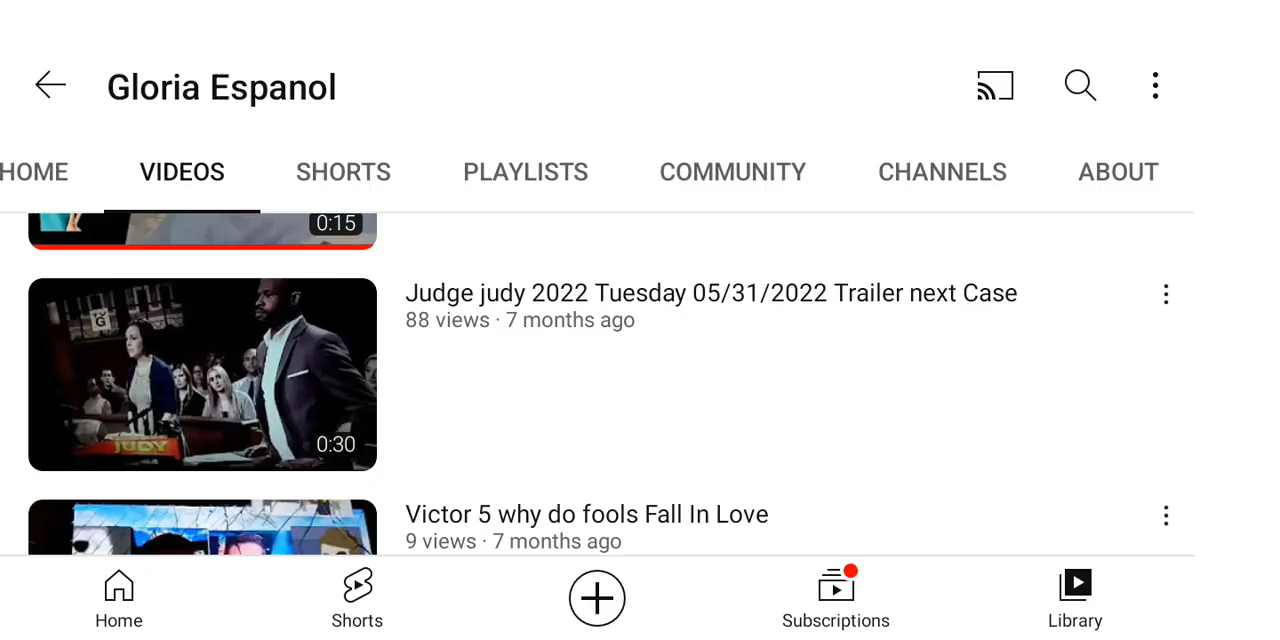 Gloria Espanol
HOME VIDEOS SHORTS PLAYLISTS COMMUNITY CHANNELS ABOUT
0:15
Judge judy 2022 Tuesday 05/31/2022 Trailer next Case
88 views · 7 months ago
G
JUDY
0:30
Victor 5 why do fools Fall In Love
9 views · 7 months ago
Home Shorts Subscriptions Library